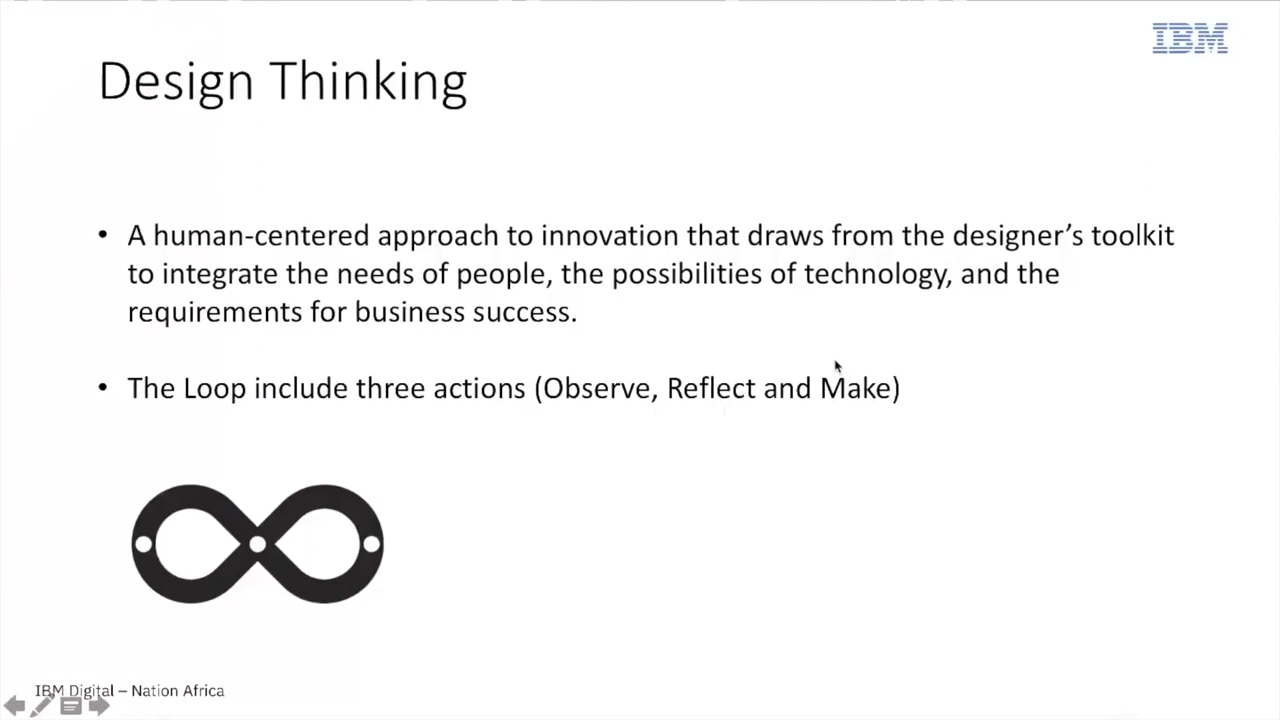 IBM
Design Thinking
• A human-centered approach to innovation that draws from the designer’s toolkit
to integrate the needs of people, the possibilities of technology, and the
requirements for business success.
• The Loop include three actions (Observe, Reflect and Make)
IBM Digital – Nation Africa